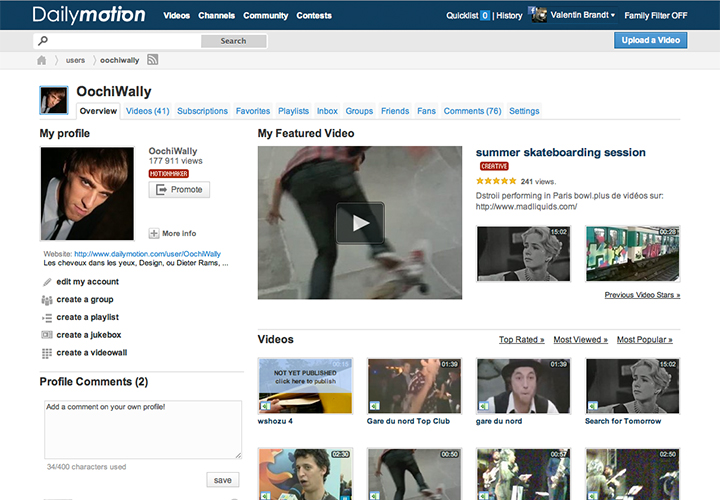 Dailymotion
Videos Channels Community Contests
Quicklist 0 | History
Valentin Brandt
Family Filter OFF
Search
Upload a Video
users
oochiwally
OochiWally
Overview Videos (41) Subscriptions Favorites Playlists Inbox Groups Friends Fans Comments (76) Settings
My profile
OochiWally
177 911 views
MOTIONMAKER
Promote
More info
Website: http://www.dailymotion.com/user/OochiWally
Les cheveux dans les yeux, Design, ou Dieter Rams, ...
edit my account
create a group
create a playlist
create a jukebox
create a videowall
Profile Comments (2)
Add a comment on your own profile!
34/400 characters used
save
My Featured Video
summer skateboarding session
CREATIVE
241 views.
Dstroii performing in Paris bowl.plus de vidéos sur:
http://www.madliquids.com/
15:02
00:28
Previous Video Stars »
Videos
Top Rated » Most Viewed » Most Popular »
NOT YET PUBLISHED
click here to publish
01:39
01:39
15:02
wshozu 4
Gare du nord Top Club
gare du nord
Search for Tomorrow
02:30
00:50
00:57
02:50